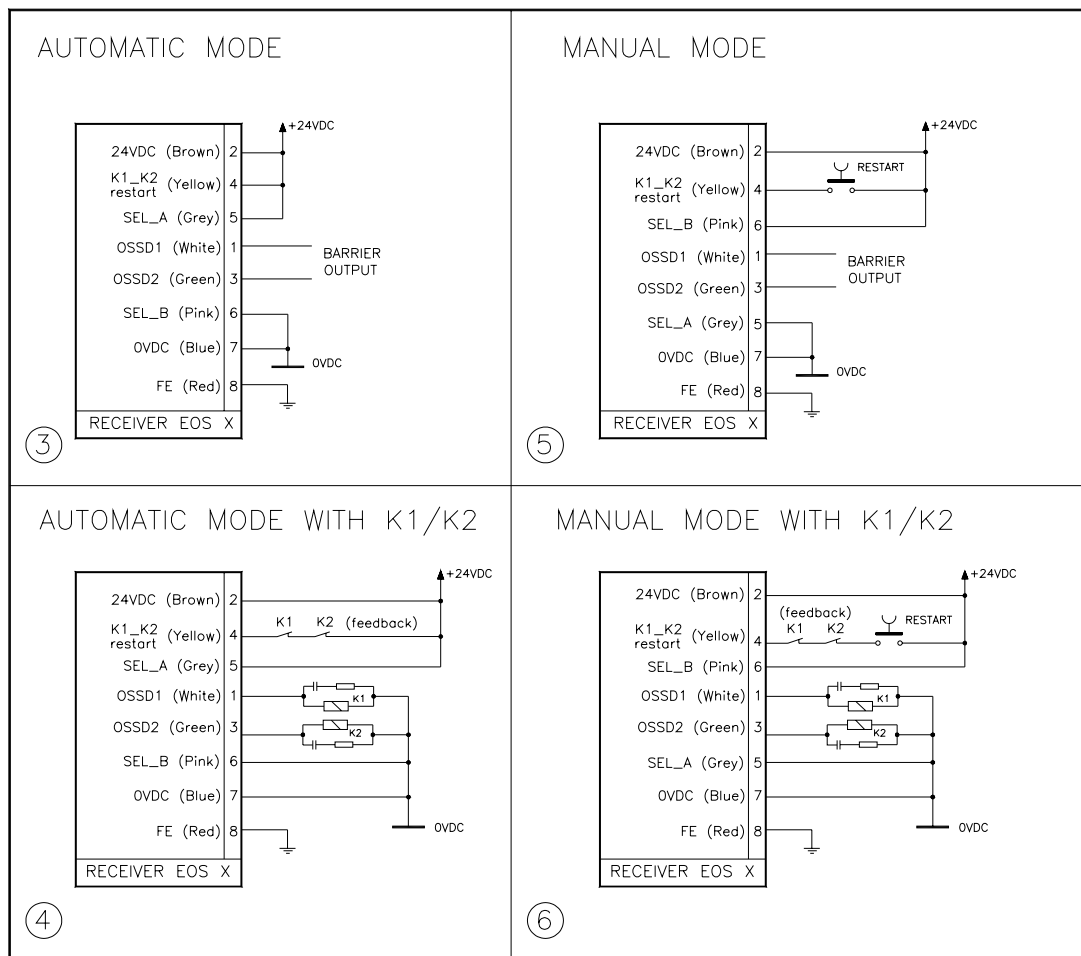 AUTOMATIC MODE
+24VDC
24VDC (Brown) 2
K1_K2
restart (Yellow) 4
SEL_A (Grey) 5
OSSD1 (White) 1
BARRIER
OUTPUT
OSSD2 (Green) 3
SEL_B (Pink) 6
0VDC (Blue) 7
0VDC
FE (Red) 8
RECEIVER EOS X
3
MANUAL MODE
+24VDC
24VDC (Brown) 2
RESTART
K1_K2
restart (Yellow) 4
SEL_B (Pink) 6
OSSD1 (White) 1
BARRIER
OUTPUT
OSSD2 (Green) 3
SEL_A (Grey) 5
0VDC (Blue) 7
0VDC
FE (Red) 8
RECEIVER EOS X
5
AUTOMATIC MODE WITH K1/K2
+24VDC
24VDC (Brown) 2
K1 K2 (feedback)
K1_K2
restart (Yellow) 4
SEL_A (Grey) 5
OSSD1 (White) 1
K1
OSSD2 (Green) 3
K2
SEL_B (Pink) 6
0VDC (Blue) 7
0VDC
FE (Red) 8
RECEIVER EOS X
4
MANUAL MODE WITH K1/K2
+24VDC
24VDC (Brown) 2
(feedback)
K1 K2
RESTART
K1_K2
restart (Yellow) 4
SEL_B (Pink) 6
OSSD1 (White) 1
K1
OSSD2 (Green) 3
K2
SEL_A (Grey) 5
0VDC (Blue) 7
0VDC
FE (Red) 8
RECEIVER EOS X
6